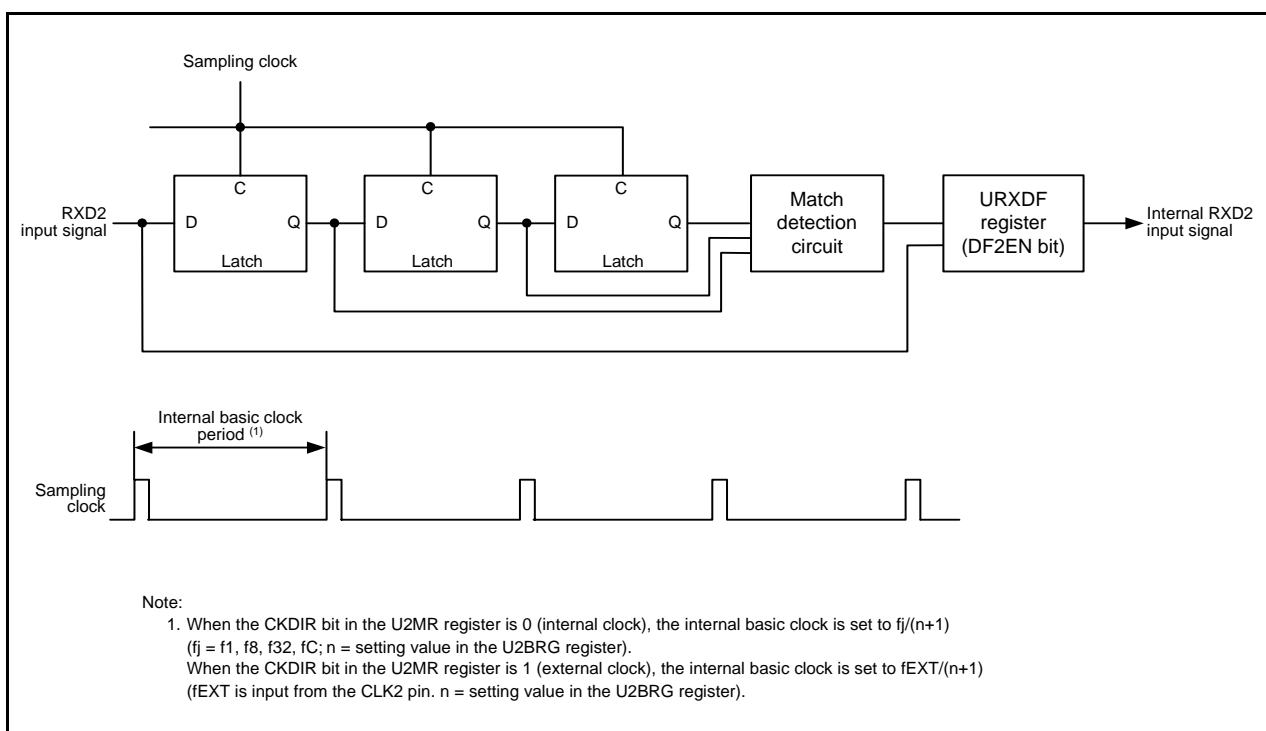 Sampling clock
C
C
C
RXD2
input signal
D
Q
D
Q
D
Q
Latch
Latch
Latch
Match
detection
circuit
URXDF
register
(DF2EN bit)
Internal RXD2
input signal
Internal basic clock
period (1)
Sampling
clock
Note:
1. When the CKDIR bit in the U2MR register is 0 (internal clock), the internal basic clock is set to fj/(n+1)
(fj = f1, f8, f32, fC; n = setting value in the U2BRG register).
When the CKDIR bit in the U2MR register is 1 (external clock), the internal basic clock is set to fEXT/(n+1)
(fEXT is input from the CLK2 pin. n = setting value in the U2BRG register).